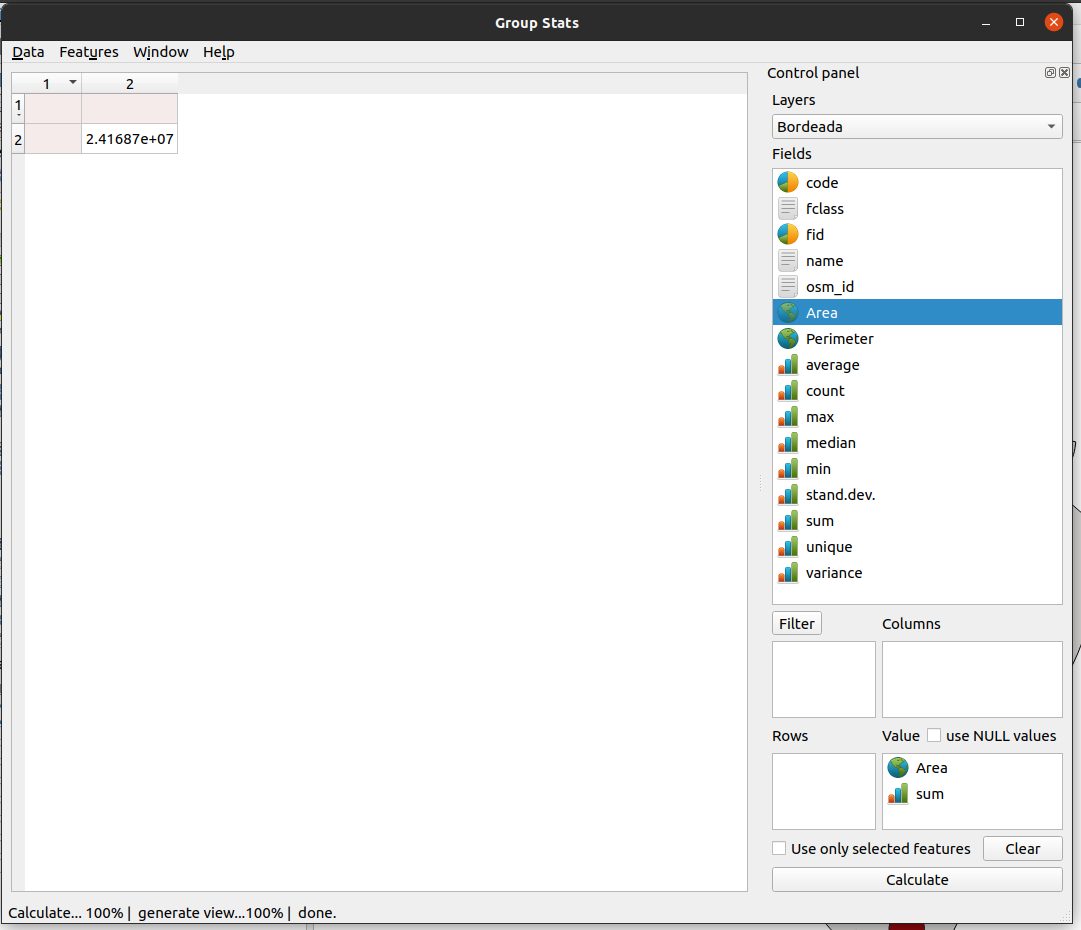 Group Stats
Data Features Window Help
1 2
1
2 2.41687e+07
Control panel
Layers
Bordeada
Fields
code
fclass
fid
name
osm_id
Area
Perimeter
average
count
max
median
min
stand.dev.
sum
unique
variance
Filter Columns
Rows Value use NULL values
Area
sum
Use only selected features Clear
Calculate
Calculate... 100% | generate view...100% | done.